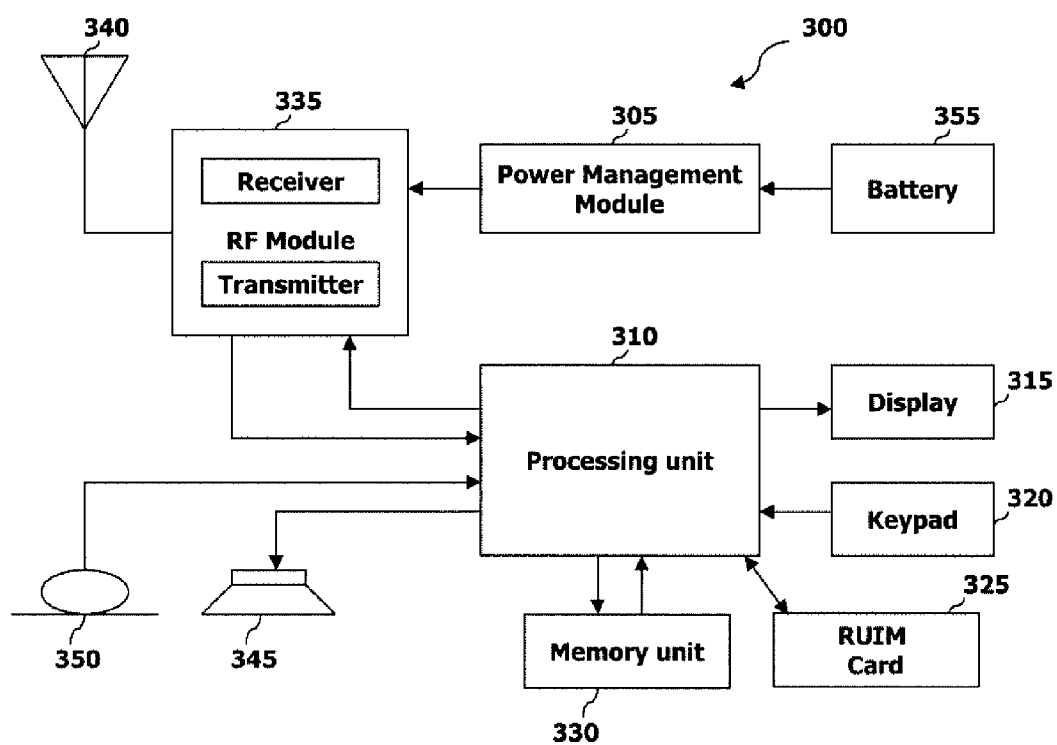 340
300
335
305
355
Receiver
RF Module
Transmitter
Power Management
Module
Battery
310
Processing unit
Display
315
Keypad
320
325
RUIM
Card
350
345
Memory unit
330